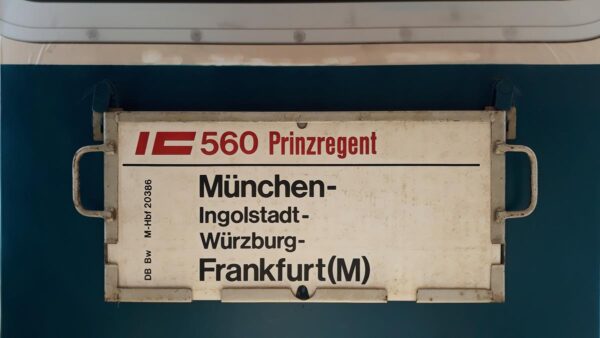 IC 560 Prinzregent
München-
Ingolstadt-
Würzburg-
Frankfurt(M)
DB Bw M-Hbf 20386